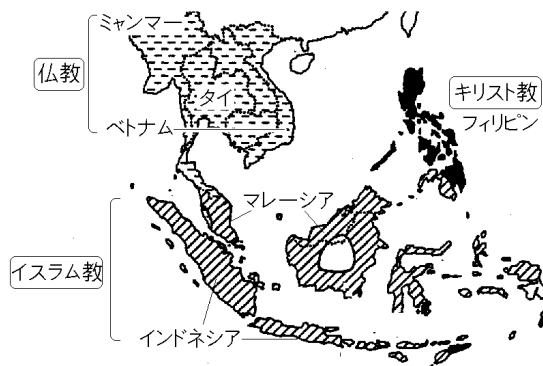 ミャンマー
仏教
タイ
ベトナム
キリスト教
フィリピン
マレーシア
イスラム教
インドネシア